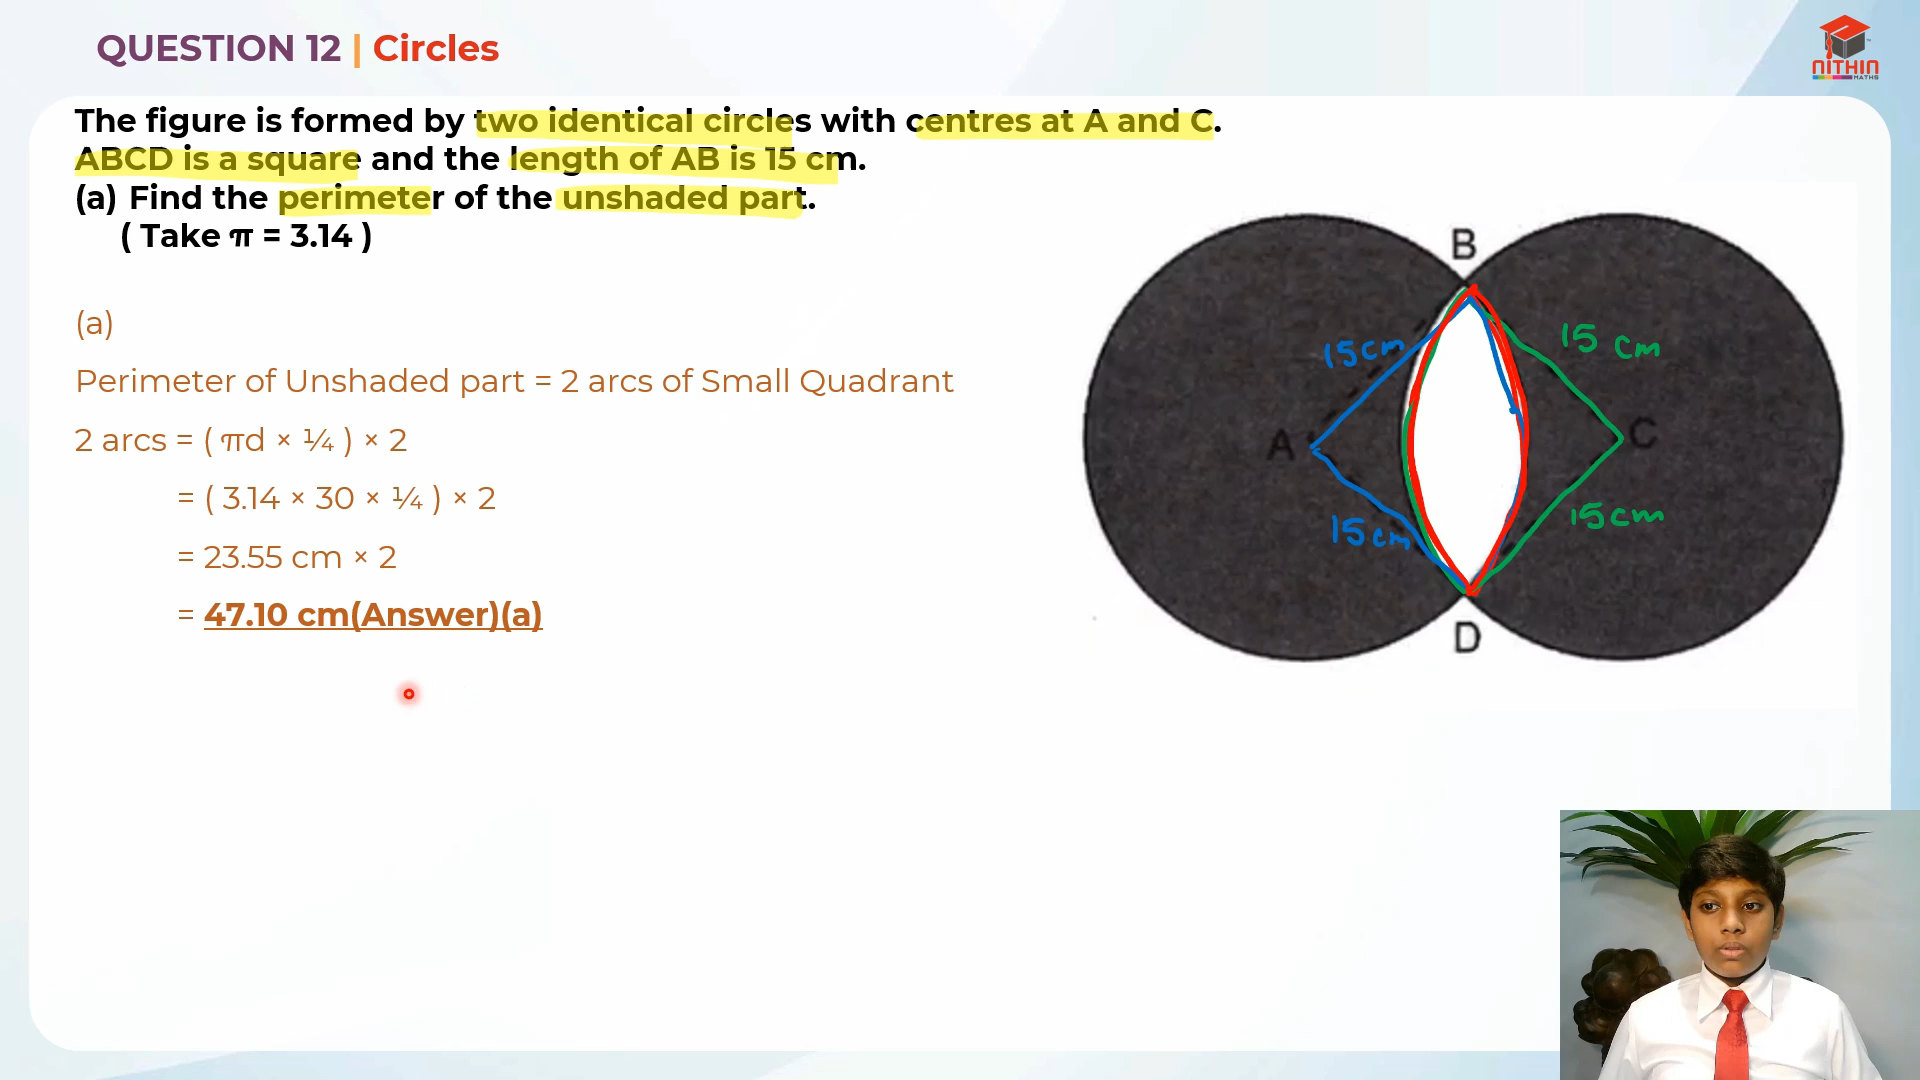 QUESTION 12 | Circles
NITHIN
MATHS
The figure is formed by two identical circles with centres at A and C.
ABCD is a square and the length of AB is 15 cm.
(a) Find the perimeter of the unshaded part.
( Take π = 3.14 )
(a)
Perimeter of Unshaded part = 2 arcs of Small Quadrant
2 arcs = ( πd × ¼ ) × 2
= ( 3.14 × 30 × ¼ ) × 2
= 23.55 cm × 2
= 47.10 cm(Answer)(a)
B
15cm
15 cm
A
C
15cm
15cm
D